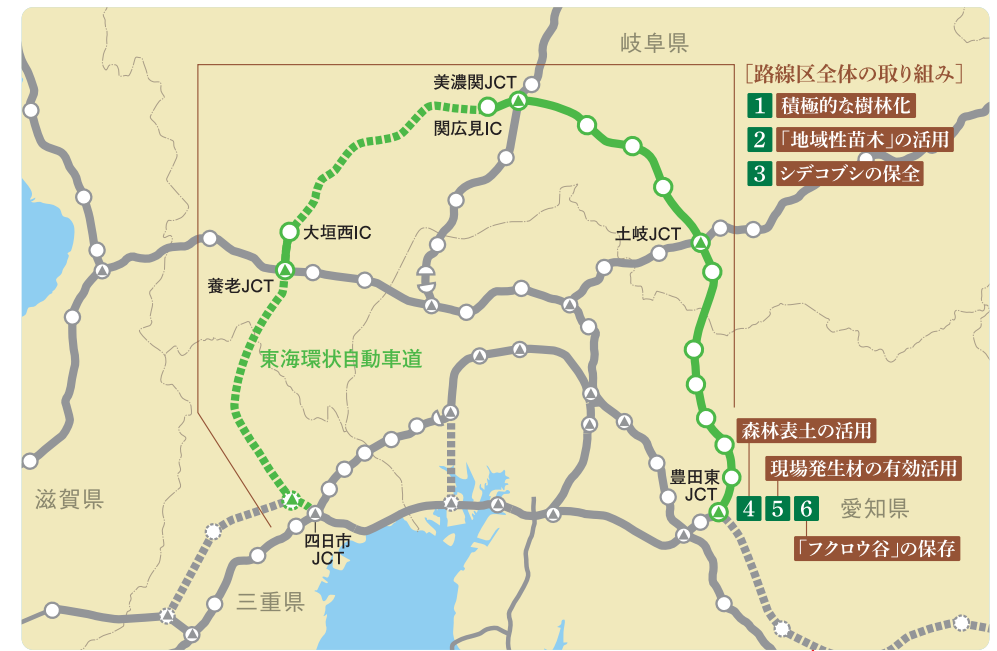 岐阜県
美濃関JCT
関広見IC
［路線区全体の取り組み］
1 積極的な樹林化
2 「地域性苗木」の活用
3 シデコブシの保全
大垣西IC
土岐JCT
養老JCT
東海環状自動車道
森林表土の活用
現場発生材の有効活用
豊田東
JCT
4 5 6
愛知県
「フクロウ谷」の保存
滋賀県
四日市
JCT
三重県